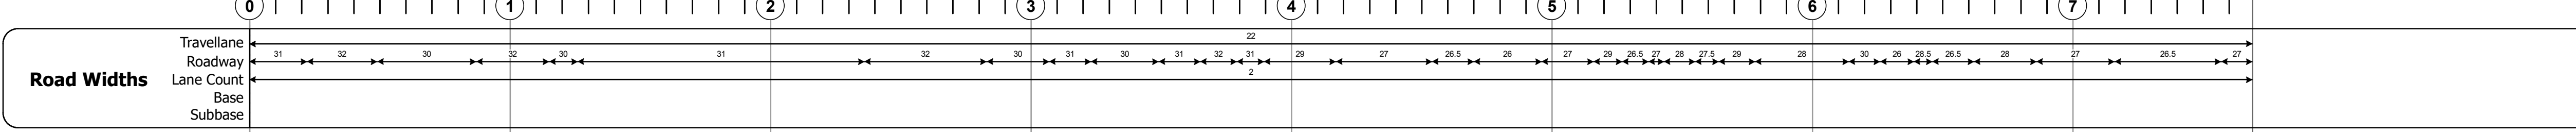 0 1 2 3 4 5 6 7
Travellane 22
Roadway 31 32 30 32 30 31 32 30 31 30 31 32 31 29 27 26.5 26 27 29 26.5 27 28 27.5 29 28 30 26 28.5 26.5 28 27 26.5 27
Road Widths
Lane Count 2
Base
Subbase